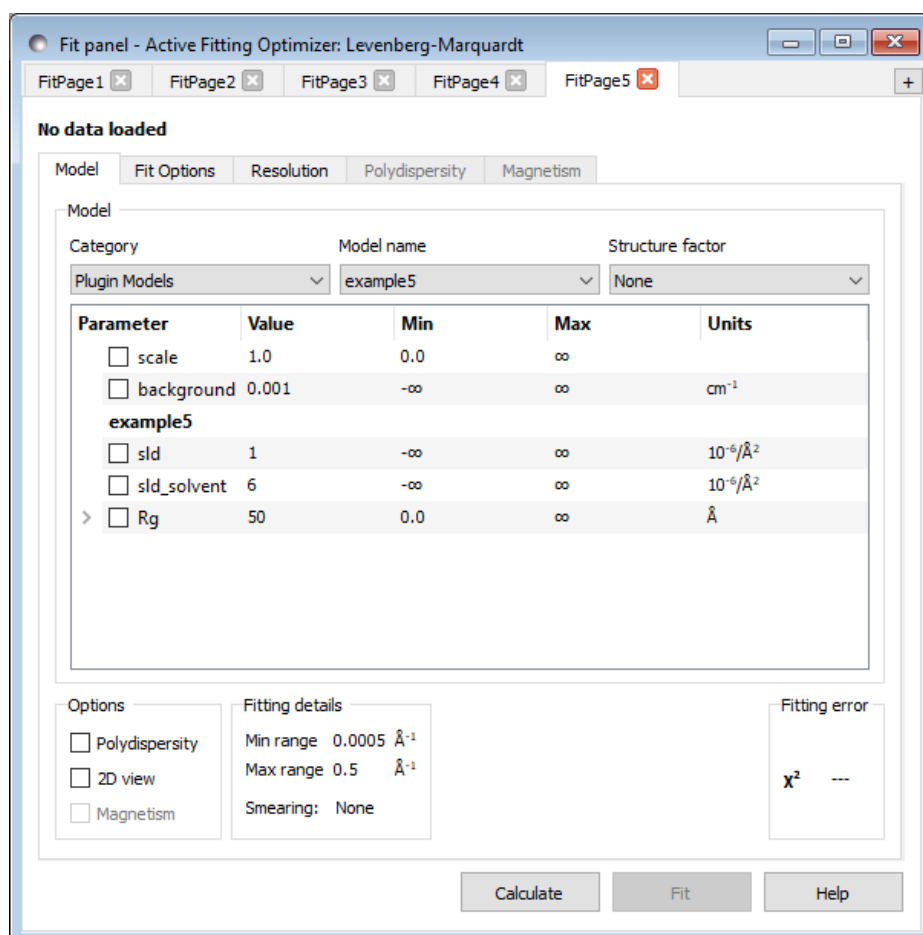 Fit panel - Active Fitting Optimizer: Levenberg-Marquardt
FitPage1 FitPage2 FitPage3 FitPage4 FitPage5 +
No data loaded
Model Fit Options Resolution Polydispersity Magnetism
Model
Category Model name Structure factor
Plugin Models example5 None
Parameter Value Min Max Units
scale 1.0 0.0 ∞
background 0.001 -∞ ∞ cm⁻¹
example5
sld 1 -∞ ∞ 10⁻⁶/Å²
sld_solvent 6 -∞ ∞ 10⁻⁶/Å²
Rg 50 0.0 ∞ Å
Options Fitting details Fitting error
Polydispersity Min range 0.0005 Å⁻¹
2D view Max range 0.5 Å⁻¹ χ² ---
Magnetism Smearing: None
Calculate Fit Help